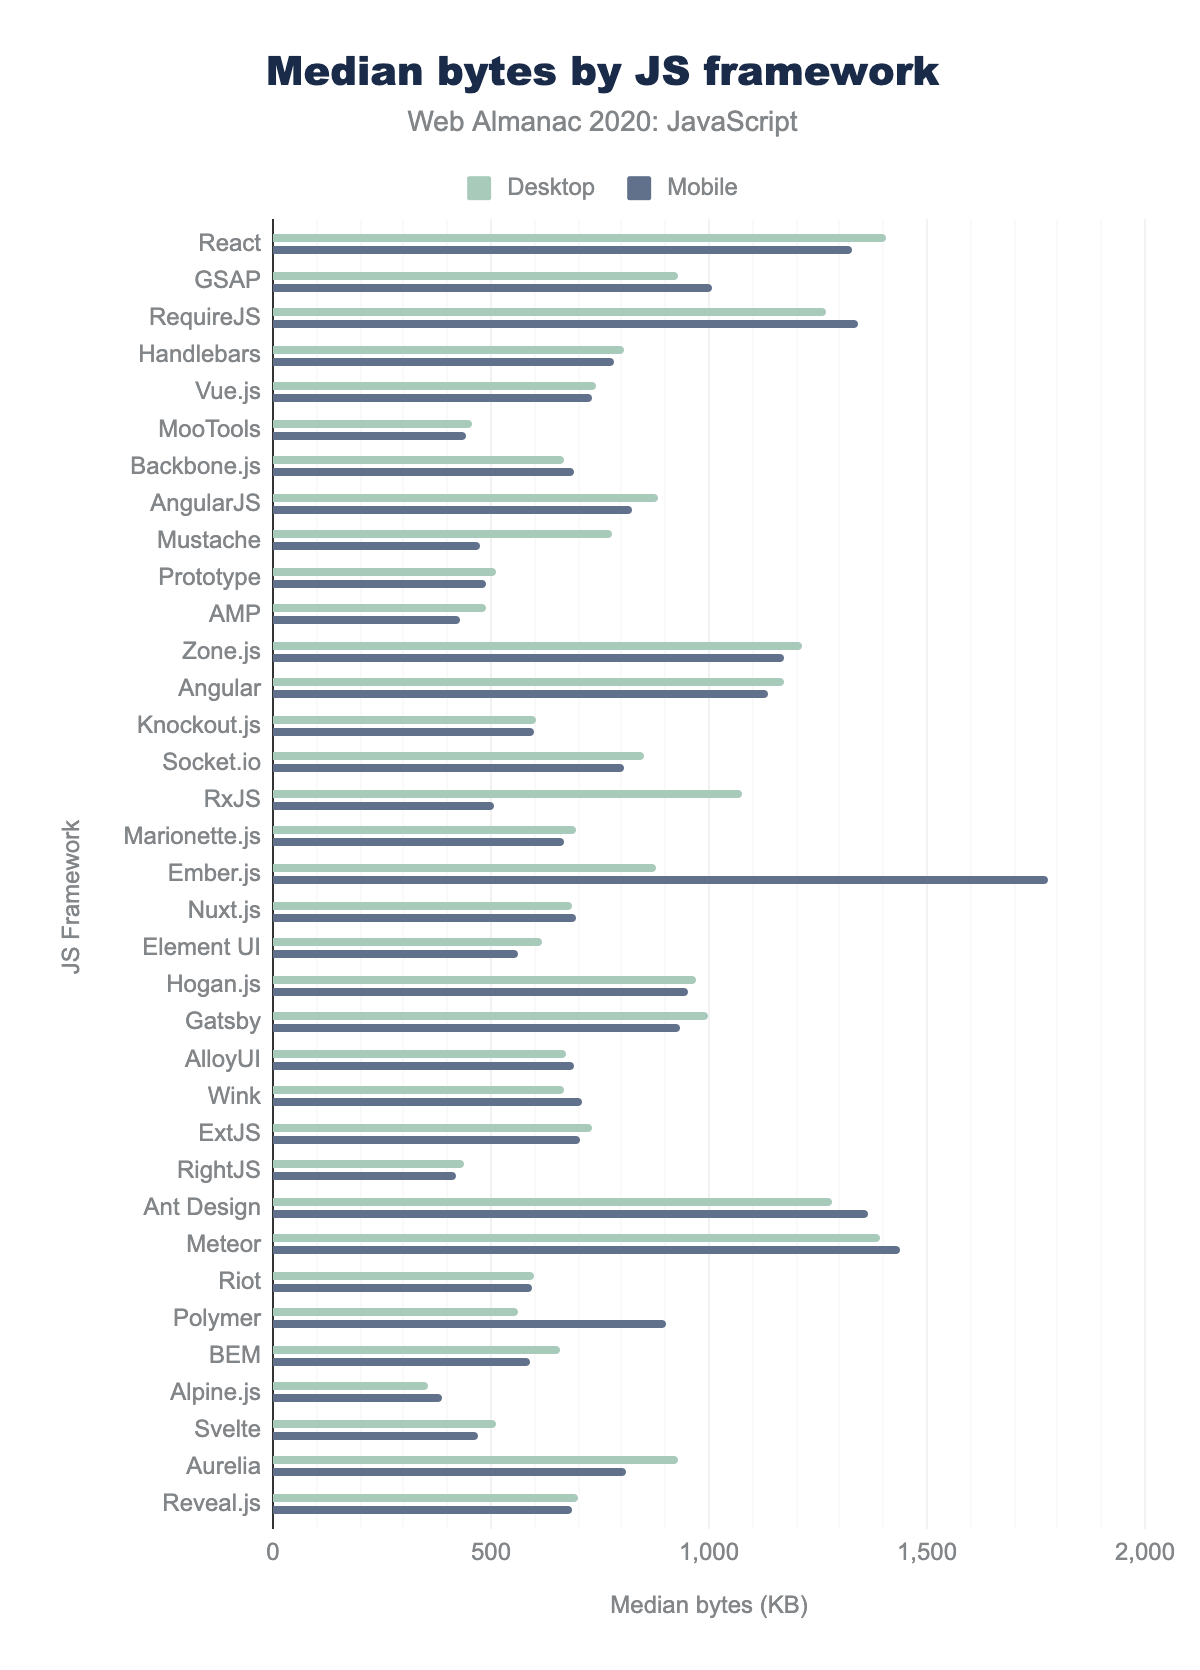 Median bytes by JS framework
Web Almanac 2020: JavaScript
Desktop Mobile
React
GSAP
RequireJS
Handlebars
Vue.js
MooTools
Backbone.js
AngularJS
Mustache
Prototype
AMP
Zone.js
Angular
Knockout.js
Socket.io
RxJS
Marionette.js
Ember.js
Nuxt.js
Element UI
Hogan.js
Gatsby
AlloyUI
Wink
ExtJS
RightJS
Ant Design
Meteor
Riot
Polymer
BEM
Alpine.js
Svelte
Aurelia
Reveal.js
JS Framework
0 500 1,000 1,500 2,000
Median bytes (KB)